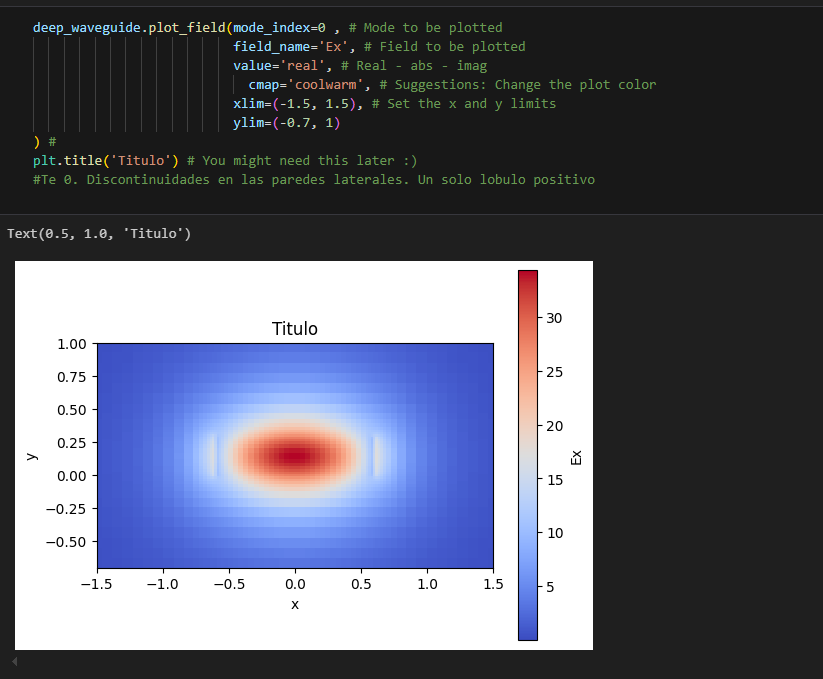 deep_waveguide.plot_field(mode_index=0 , # Mode to be plotted
field_name='Ex', # Field to be plotted
value='real', # Real - abs - imag
cmap='coolwarm', # Suggestions: Change the plot color
xlim=(-1.5, 1.5), # Set the x and y limits
ylim=(-0.7, 1)
) #
plt.title('Titulo') # You might need this later :)
#Te 0. Discontinuidades en las paredes laterales. Un solo lobulo positivo
Text(0.5, 1.0, 'Titulo')
Titulo
1.00
0.75
0.50
0.25
0.00
−0.25
−0.50
y
−1.5 −1.0 −0.5 0.0 0.5 1.0 1.5
x
30
25
20
15
10
5
Ex